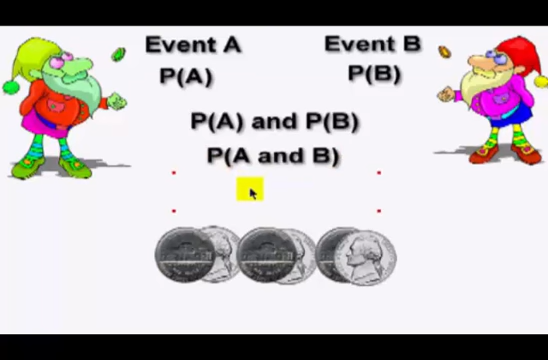 Event A
P(A)
Event B
P(B)
P(A) and P(B)
P(A and B)